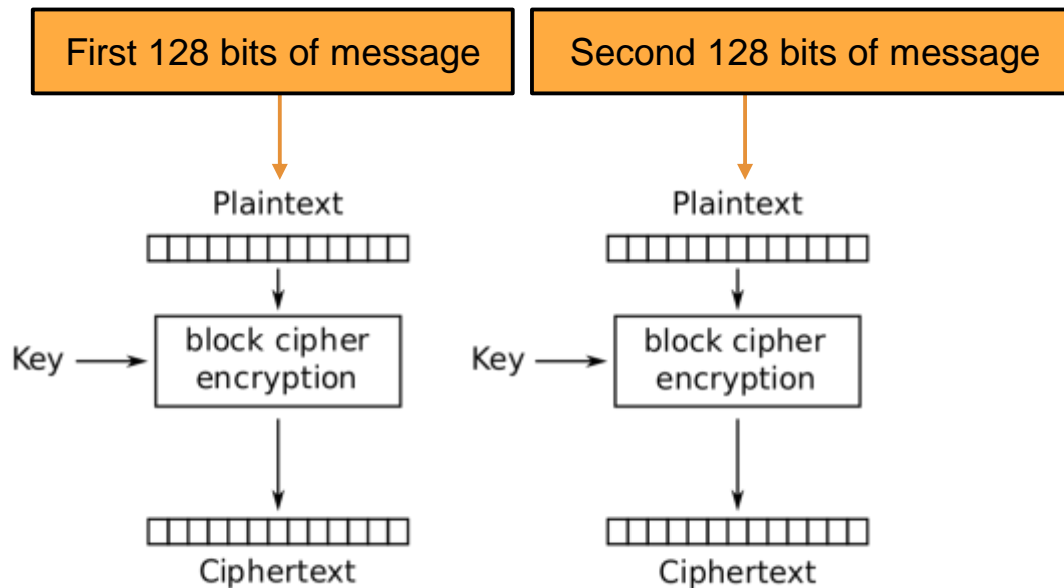 First 128 bits of message
Second 128 bits of message
Plaintext
Plaintext
Key
block cipher
encryption
Key
block cipher
encryption
Ciphertext
Ciphertext